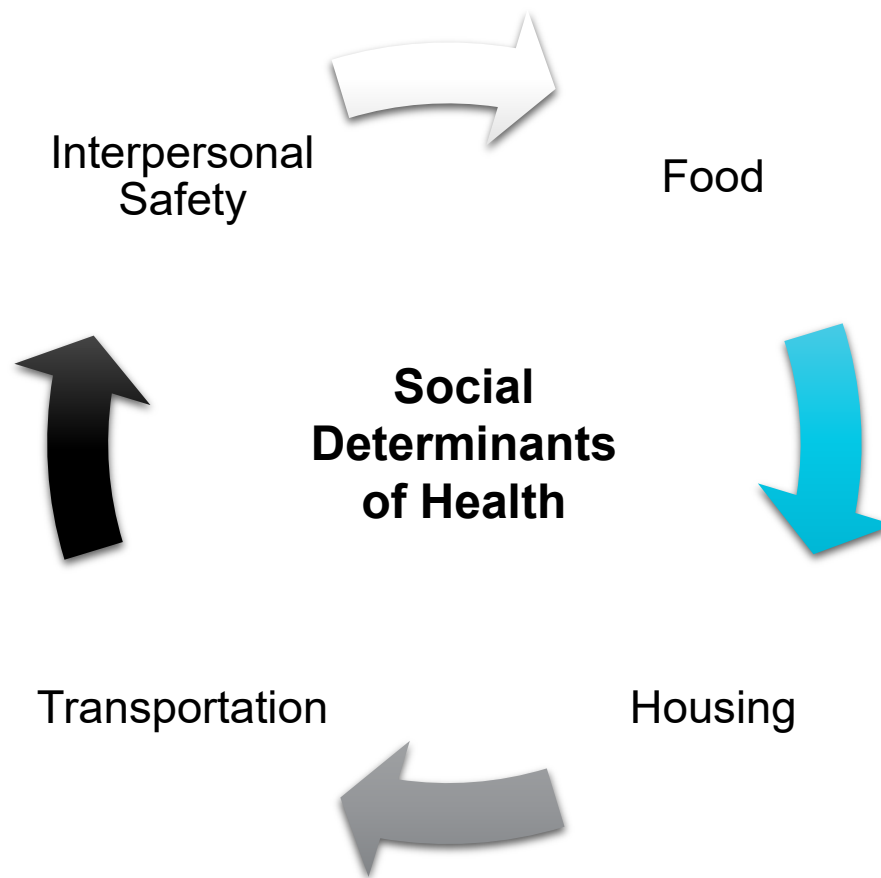 Interpersonal
Safety
Food
Social
Determinants
of Health
Transportation
Housing